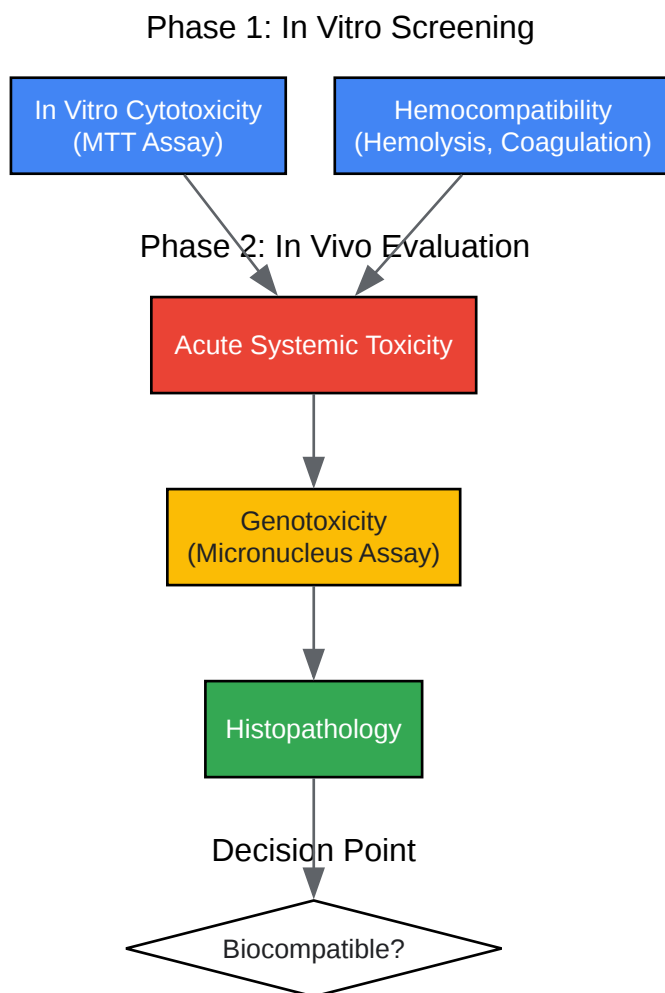 Phase 1: In Vitro Screening
In Vitro Cytotoxicity
(MTT Assay)
Hemocompatibility
(Hemolysis, Coagulation)
Phase 2: In Vivo Evaluation
Acute Systemic Toxicity
Genotoxicity
(Micronucleus Assay)
Histopathology
Decision Point
Biocompatible?